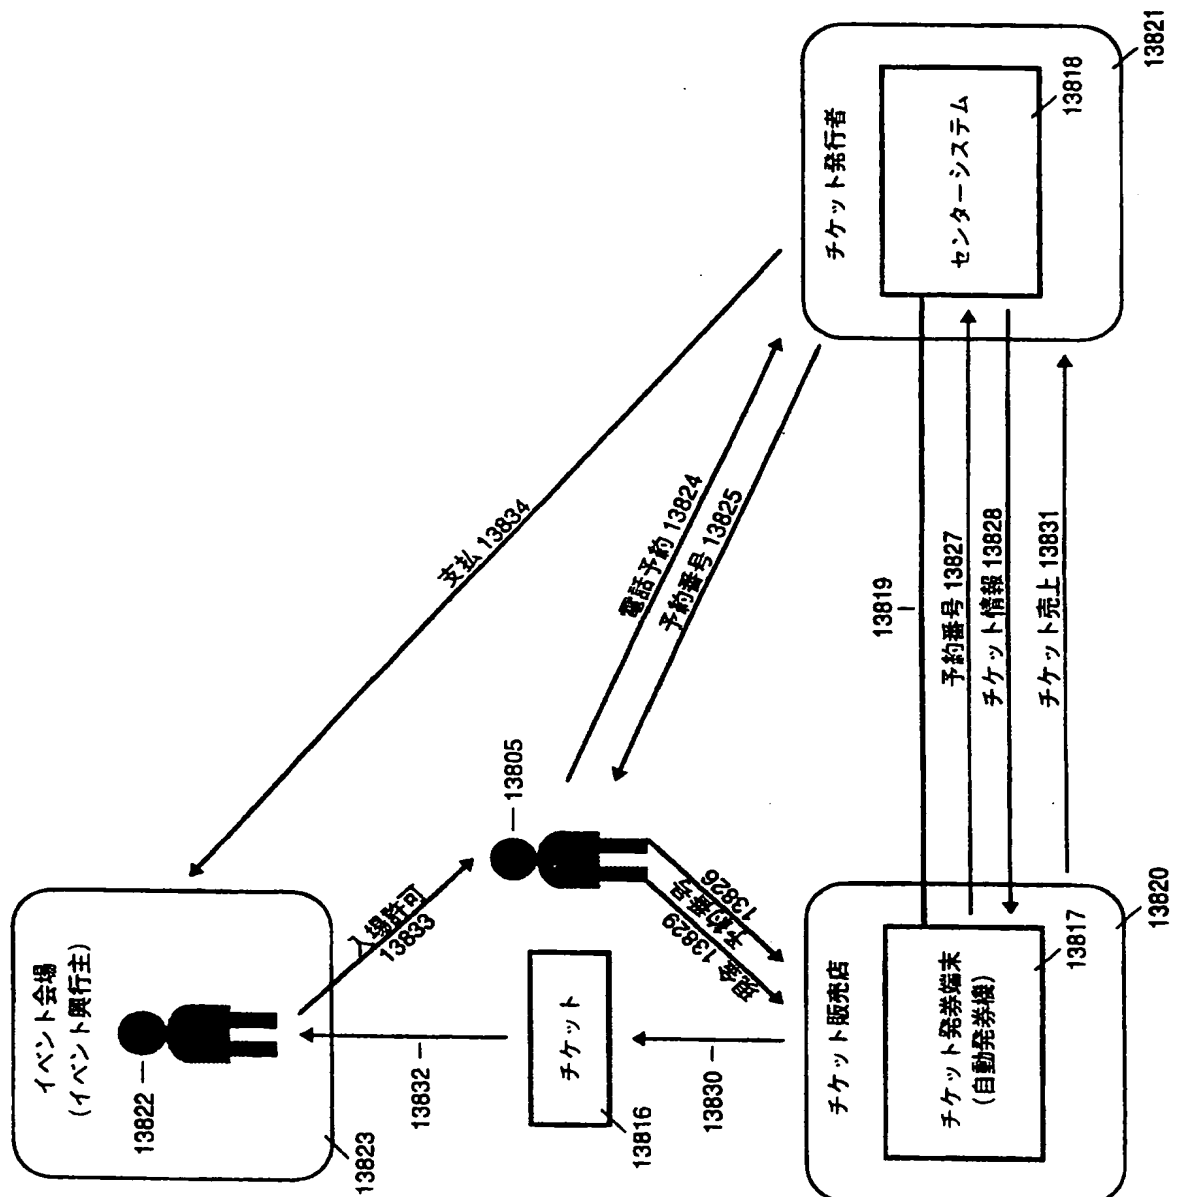 イベント会場
(イベント興行主)
13822
13823
入場許可
13833
13832
チケット
13816
13830
13805
現金
13829
予約番号
13826
支払 13834
電話予約 13824
予約番号 13825
チケット販売店
チケット発券端末
(自動発券機)
13817
13820
13819
予約番号 13827
チケット情報 13828
チケット売上 13831
チケット発行者
センターシステム
13818
13821